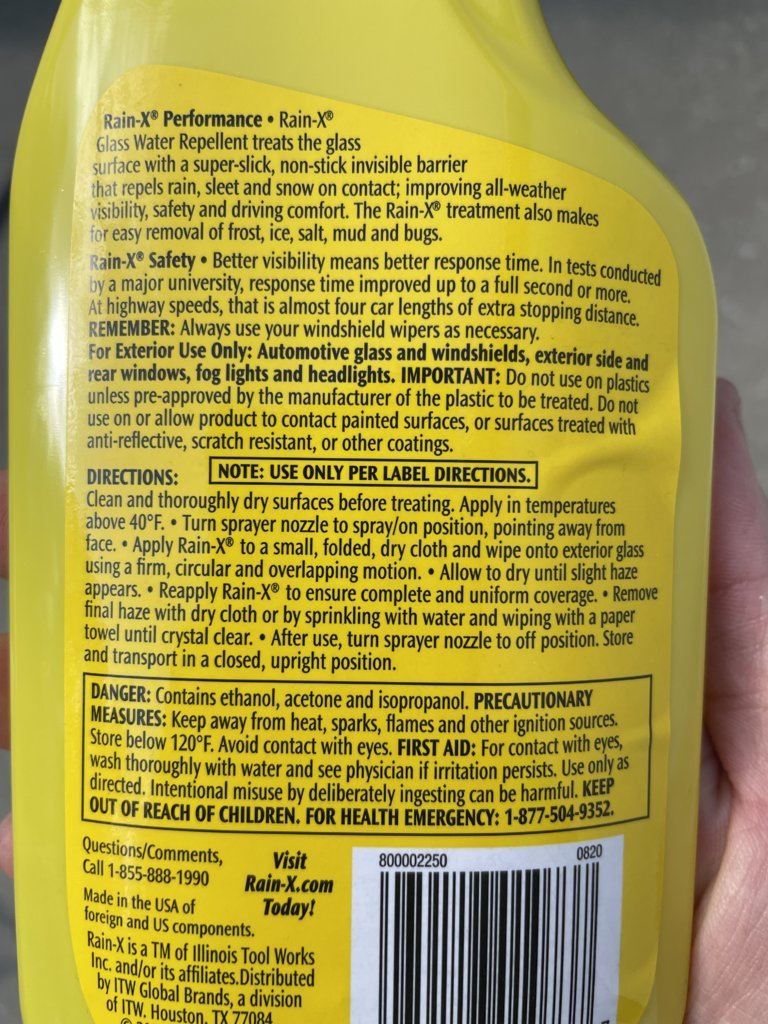 Rain-X® Performance • Rain-X®
Glass Water Repellent treats the glass
surface with a super-slick, non-stick invisible barrier
that repels rain, sleet and snow on contact; improving all-weather
visibility, safety and driving comfort. The Rain-X® treatment also makes
for easy removal of frost, ice, salt, mud and bugs.
Rain-X® Safety • Better visibility means better response time. In tests conducted
by a major university, response time improved up to a full second or more.
At highway speeds, that is almost four car lengths of extra stopping distance.
REMEMBER: Always use your windshield wipers as necessary.
For Exterior Use Only: Automotive glass and windshields, exterior side and
rear windows, fog lights and headlights. IMPORTANT: Do not use on plastics
unless pre-approved by the manufacturer of the plastic to be treated. Do not
use on or allow product to contact painted surfaces, or surfaces treated with
anti-reflective, scratch resistant, or other coatings.
DIRECTIONS: NOTE: USE ONLY PER LABEL DIRECTIONS.
Clean and thoroughly dry surfaces before treating. Apply in temperatures
above 40°F. • Turn sprayer nozzle to spray/on position, pointing away from
face. • Apply Rain-X® to a small, folded, dry cloth and wipe onto exterior glass
using a firm, circular and overlapping motion. • Allow to dry until slight haze
appears. • Reapply Rain-X® to ensure complete and uniform coverage. • Remove
final haze with dry cloth or by sprinkling with water and wiping with a paper
towel until crystal clear. • After use, turn sprayer nozzle to off position. Store
and transport in a closed, upright position.
DANGER: Contains ethanol, acetone and isopropanol. PRECAUTIONARY
MEASURES: Keep away from heat, sparks, flames and other ignition sources.
Store below 120°F. Avoid contact with eyes. FIRST AID: For contact with eyes,
wash thoroughly with water and see physician if irritation persists. Use only as
directed. Intentional misuse by deliberately ingesting can be harmful. KEEP
OUT OF REACH OF CHILDREN. FOR HEALTH EMERGENCY: 1-877-504-9352.
Questions/Comments,
Call 1-855-888-1990
Visit
Rain-X.com
Today!
800002250 0820
Made in the USA of
foreign and US components.
Rain-X is a TM of Illinois Tool Works
Inc. and/or its affiliates.Distributed
by ITW Global Brands, a division
of ITW. Houston, TX 77084